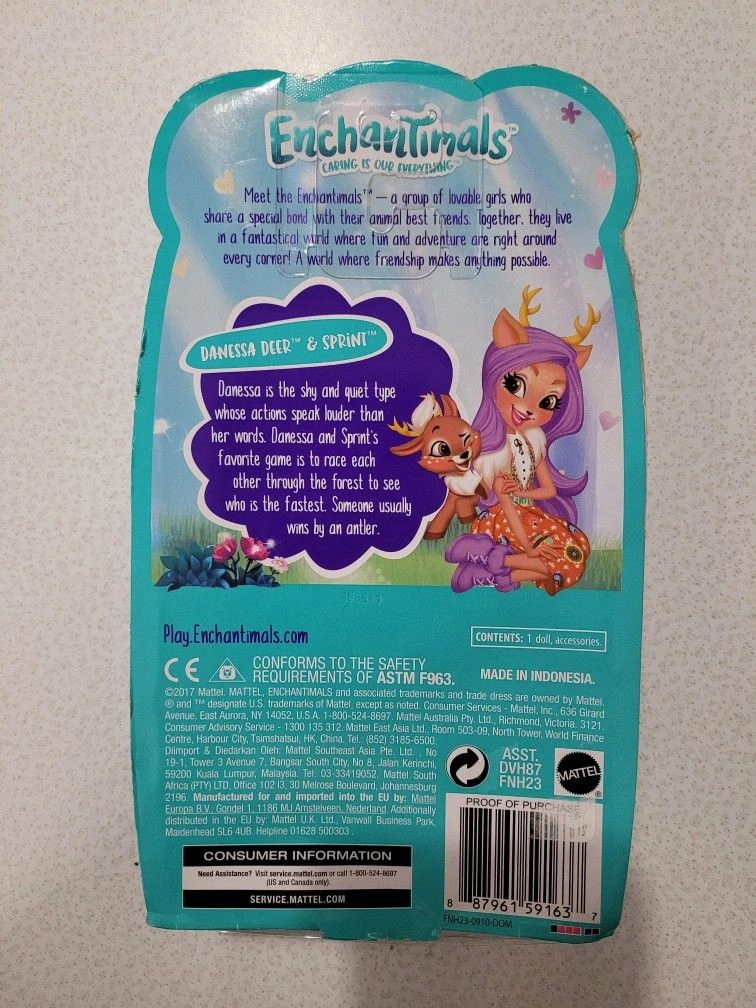 EnchanTimals™
CARING IS OUR EVERYTHING™
Meet the Enchantimals™ – a group of lovable girls who
share a special bond with their animal best friends. Together, they live
in a fantastical world where fun and adventure are right around
every corner! A world where friendship makes anything possible.
DANESSA DEER™ & SPRINT™
Danessa is the shy and quiet type
whose actions speak louder than
her words. Danessa and Sprint's
favorite game is to race each
other through the forest to see
who is the fastest. Someone usually
wins by an antler.
Play.Enchantimals.com
CONTENTS: 1 doll, accessories.
CE
CONFORMS TO THE SAFETY
REQUIREMENTS OF ASTM F963.
MADE IN INDONESIA.
©2017 Mattel. MATTEL, ENCHANTIMALS and associated trademarks and trade dress are owned by Mattel.
® and ™ designate U.S. trademarks of Mattel, except as noted. Consumer Services - Mattel, Inc., 636 Girard
Avenue, East Aurora, NY 14052, U.S.A. 1-800-524-8697. Mattel Australia Pty. Ltd., Richmond, Victoria. 3121.
Consumer Advisory Service - 1300 135 312. Mattel East Asia Ltd., Room 503-09, North Tower, World Finance
Centre, Harbour City, Tsimshatsui, HK, China. Tel.: (852) 3185-6500.
Diimport & Diedarkan Oleh: Mattel Southeast Asia Pte. Ltd., No
19-1, Tower 3 Avenue 7, Bangsar South City, No 8, Jalan Kerinchi,
59200 Kuala Lumpur, Malaysia. Tel: 03-33419052. Mattel South
Africa (PTY) LTD, Office 102 I3, 30 Melrose Boulevard, Johannesburg
2196. Manufactured for and imported into the EU by: Mattel
Europa B.V., Gondel 1, 1186 MJ Amstelveen, Nederland. Additionally
distributed in the EU by: Mattel U.K. Ltd., Vanwall Business Park,
Maidenhead SL6 4UB. Helpline 01628 500303.
ASST.
DVH87
FNH23
MATTEL
PROOF OF PURCHASE
8 87961 59163 7
FNH23-0910-DOM
CONSUMER INFORMATION
Need Assistance? Visit service.mattel.com or call 1-800-524-8697
(US and Canada only).
SERVICE.MATTEL.COM